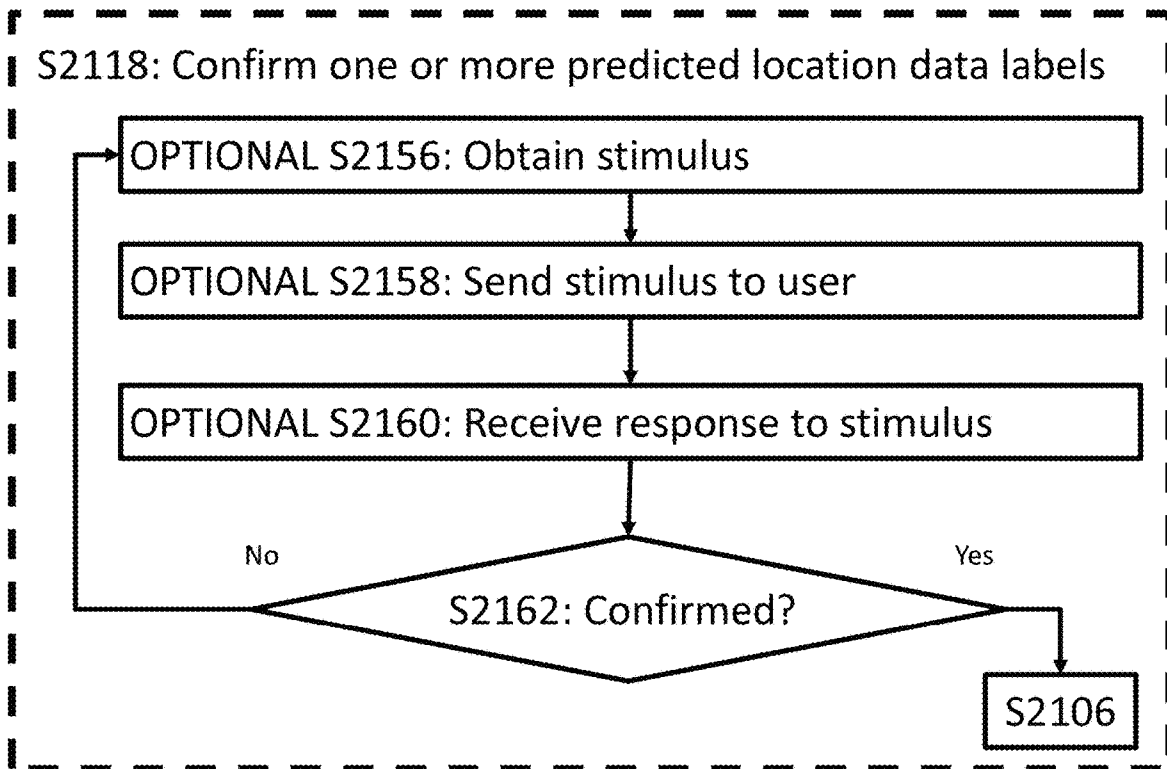 S2118: Confirm one or more predicted location data labels
OPTIONAL S2156: Obtain stimulus
OPTIONAL S2158: Send stimulus to user
OPTIONAL S2160: Receive response to stimulus
No
Yes
S2162: Confirmed?
S2106